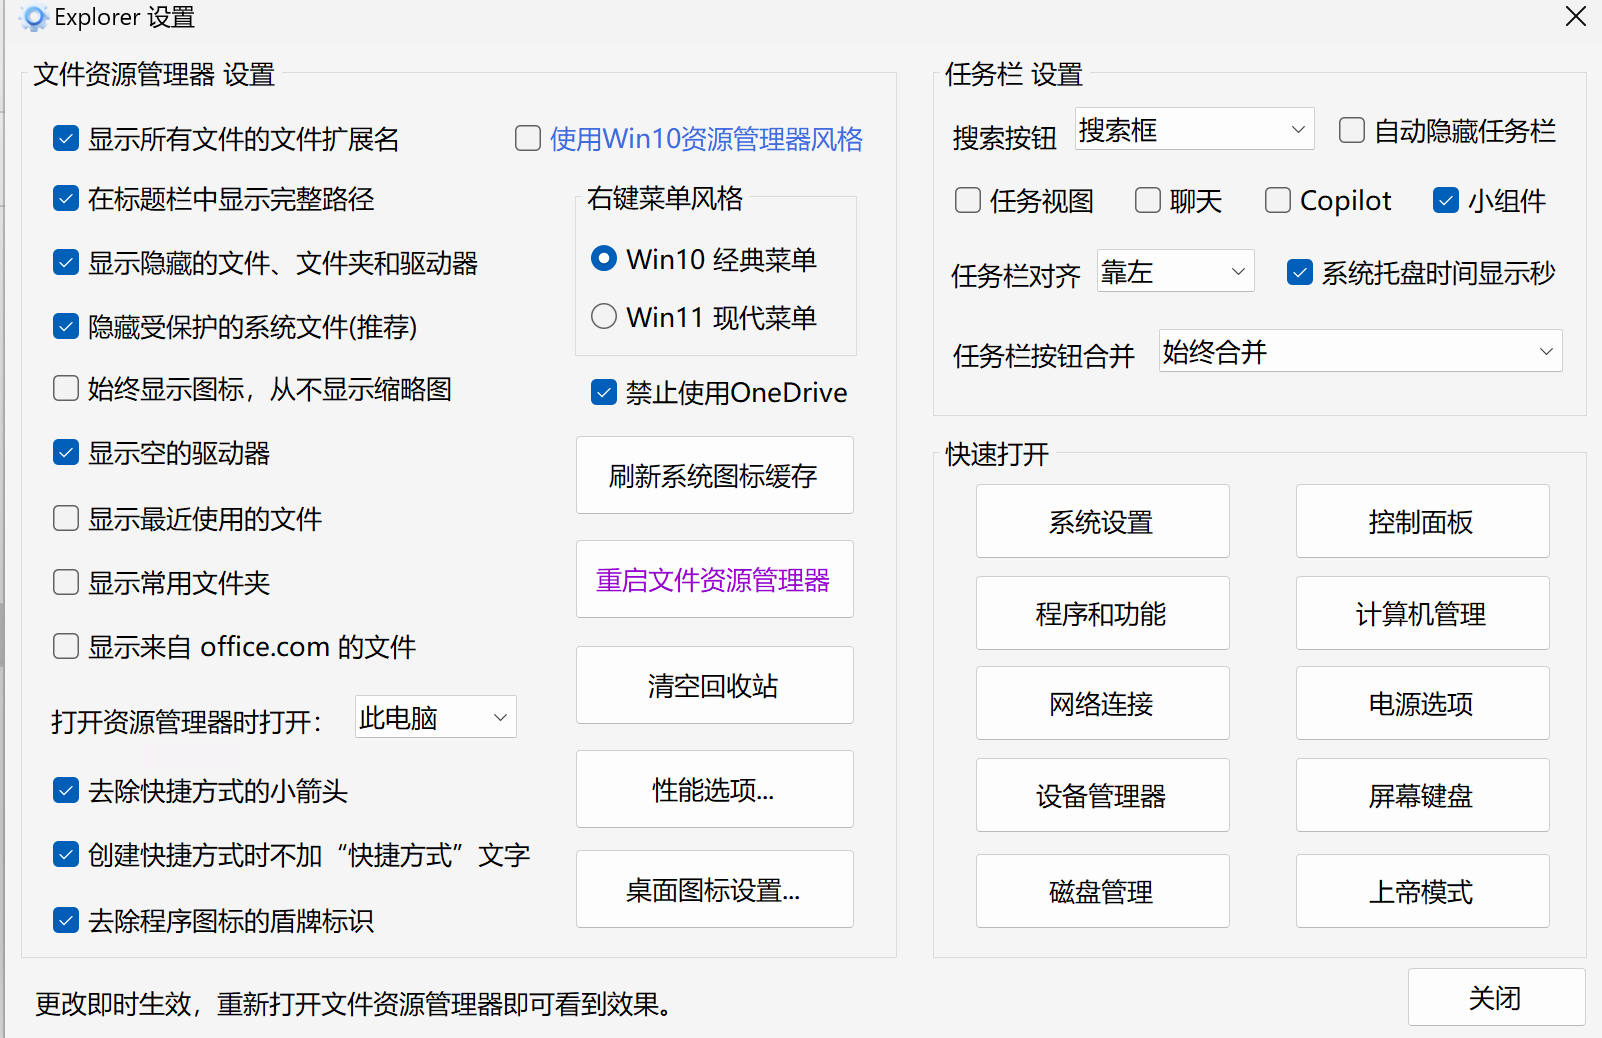 Explorer 设置
文件资源管理器 设置
显示所有文件的文件扩展名
使用Win10资源管理器风格
在标题栏中显示完整路径
显示隐藏的文件、文件夹和驱动器
隐藏受保护的系统文件(推荐)
始终显示图标，从不显示缩略图
显示空的驱动器
显示最近使用的文件
显示常用文件夹
显示来自 office.com 的文件
打开资源管理器时打开： 此电脑
去除快捷方式的小箭头
创建快捷方式时不加“快捷方式”文字
去除程序图标的盾牌标识
右键菜单风格
Win10 经典菜单
Win11 现代菜单
禁止使用OneDrive
刷新系统图标缓存
重启文件资源管理器
清空回收站
性能选项...
桌面图标设置...
任务栏 设置
搜索按钮 搜索框 自动隐藏任务栏
任务视图 聊天 Copilot 小组件
任务栏对齐 靠左 系统托盘时间显示秒
任务栏按钮合并 始终合并
快速打开
系统设置 控制面板
程序和功能 计算机管理
网络连接 电源选项
设备管理器 屏幕键盘
磁盘管理 上帝模式
更改即时生效，重新打开文件资源管理器即可看到效果。
关闭